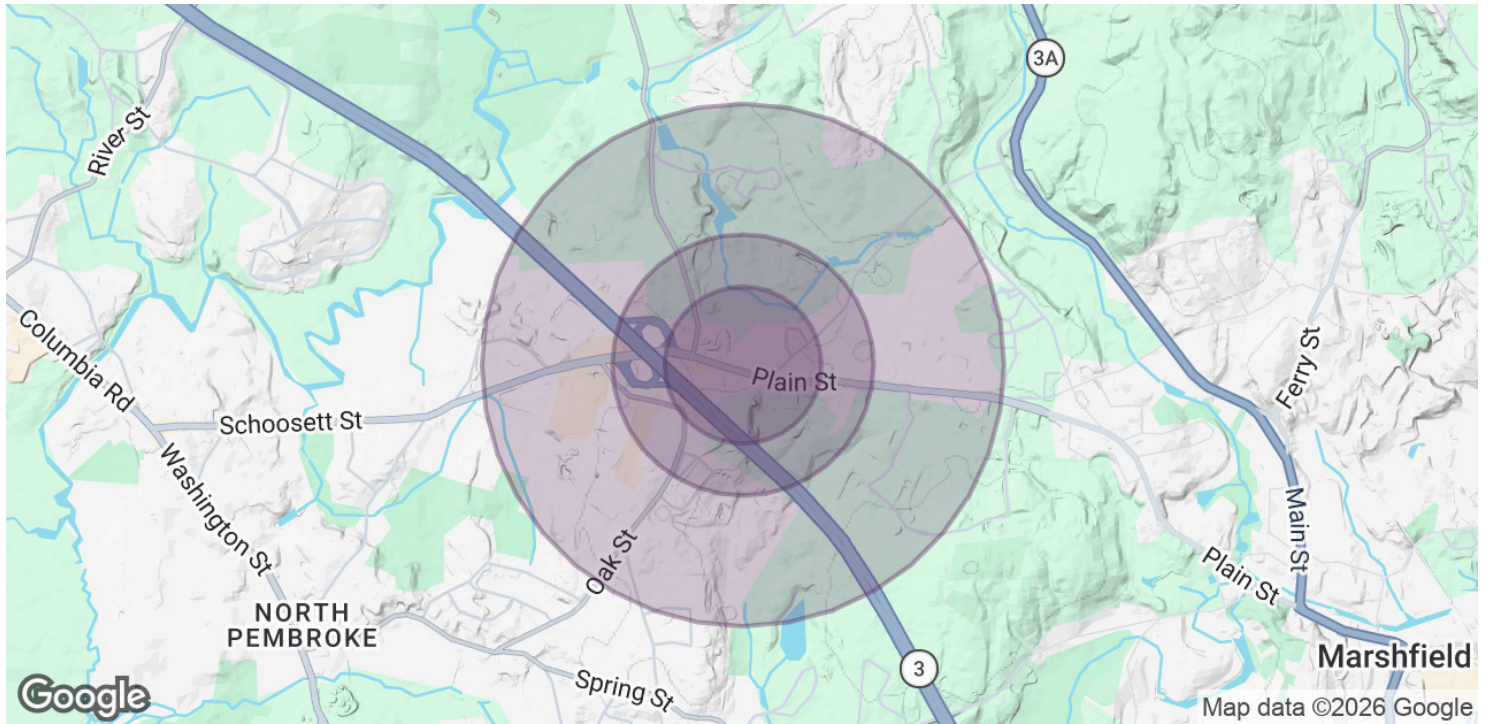 3A
River St
Columbia Rd
Ferry St
Plain St
Schoosett St
Washington St
Main St
Oak St
Plain St
NORTH
PEMBROKE
Marshfield
3
Spring St
Google
Map data ©2026 Google